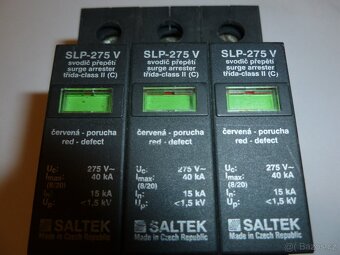 SLP-275 V
svodič přepětí
surge arrester
třída-class II (C)
červená - porucha
red - defect
Uc: 275 V~
Imax: 40 kA
(8/20)
In: 15 kA
Up: <1,5 kV
SALTEK
Made in Czech Republic
SLP-275 V
svodič přepětí
surge arrester
třída-class II (C)
červená - porucha
red - defect
Uc: 275 V~
Imax: 40 kA
(8/20)
In: 15 kA
Up: <1,5 kV
SALTEK
Made in Czech Republic
SLP-275 V
svodič přepětí
surge arrester
třída-class II (C)
červená - porucha
red - defect
Uc: 275 V~
Imax: 40 kA
(8/20)
In: 15 kA
Up: <1,5 kV
SALTEK
Made in Czech Republic